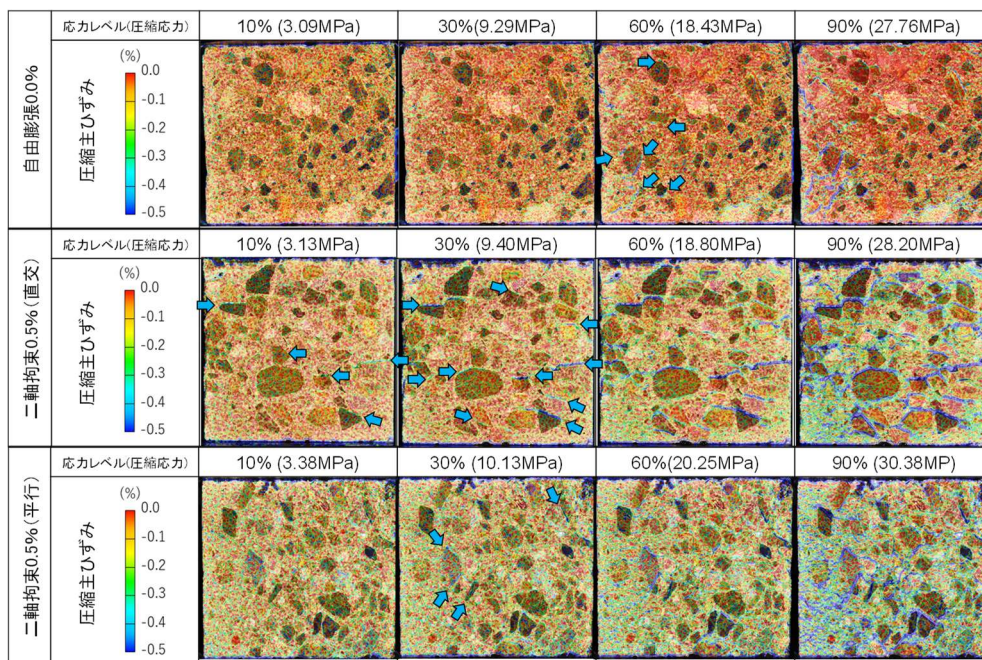 応力レベル(圧縮応力) 10% (3.09MPa) 30%(9.29MPa) 60% (18.43MPa) 90% (27.76MPa)
自由膨張0.0%
圧縮主ひずみ
(%)
0.0
-0.1
-0.2
-0.3
-0.4
-0.5
応力レベル(圧縮応力) 10% (3.13MPa) 30% (9.40MPa) 60% (18.80MPa) 90% (28.20MPa)
二軸拘束0.5%(直交)
圧縮主ひずみ
(%)
0.0
-0.1
-0.2
-0.3
-0.4
-0.5
応力レベル(圧縮応力) 10% (3.38MPa) 30% (10.13MPa) 60%(20.25MPa) 90% (30.38MP)
二軸拘束0.5%(平行)
圧縮主ひずみ
(%)
0.0
-0.1
-0.2
-0.3
-0.4
-0.5